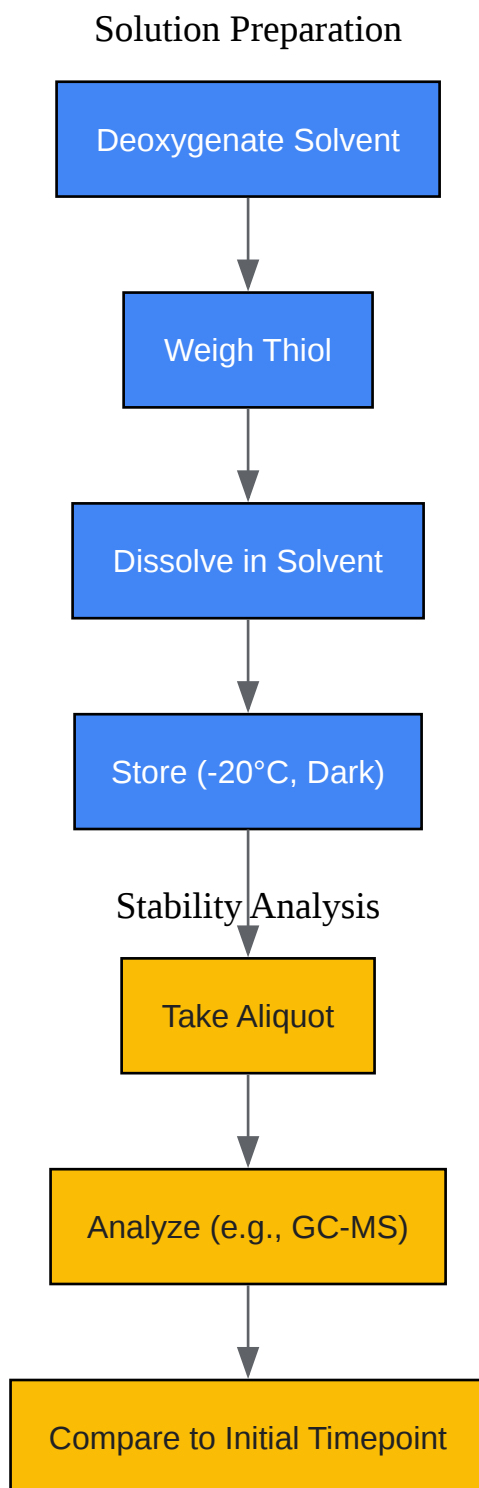 Solution Preparation
Deoxygenate Solvent
Weigh Thiol
Dissolve in Solvent
Store (-20°C, Dark)
Stability Analysis
Take Aliquot
Analyze (e.g., GC-MS)
Compare to Initial Timepoint